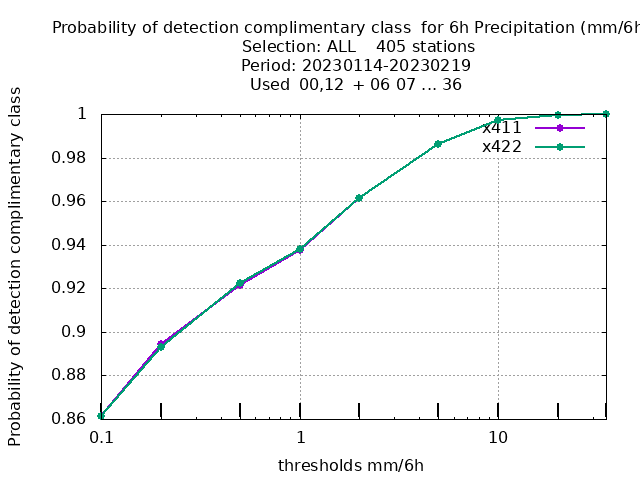 Probability of detection complimentary class for 6h Precipitation (mm/6h
Selection: ALL 405 stations
Period: 20230114-20230219
Used 00,12 + 06 07 ... 36
Probability of detection complimentary class
1
0.98
0.96
0.94
0.92
0.9
0.88
0.86
x411
x422
0.1 1 10
thresholds mm/6h